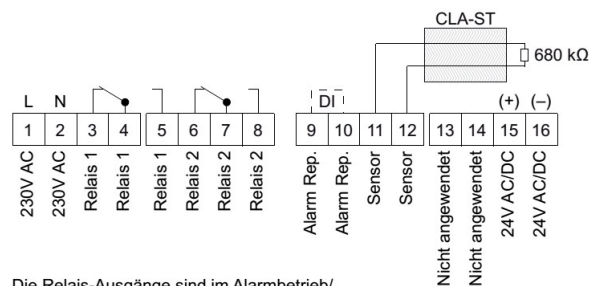 CLA-ST
680 kΩ
L N
DI
(+) (–)
1 2 3 4 5 6 7 8 9 10 11 12 13 14 15 16
230V AC
230V AC
Relais 1
Relais 1
Relais 1
Relais 2
Relais 2
Relais 2
Alarm Rep.
Alarm Rep.
Sensor
Sensor
Nicht angewendet
Nicht angewendet
24V AC/DC
24V AC/DC
Die Relais-Ausgänge sind im Alarmbetrieb/